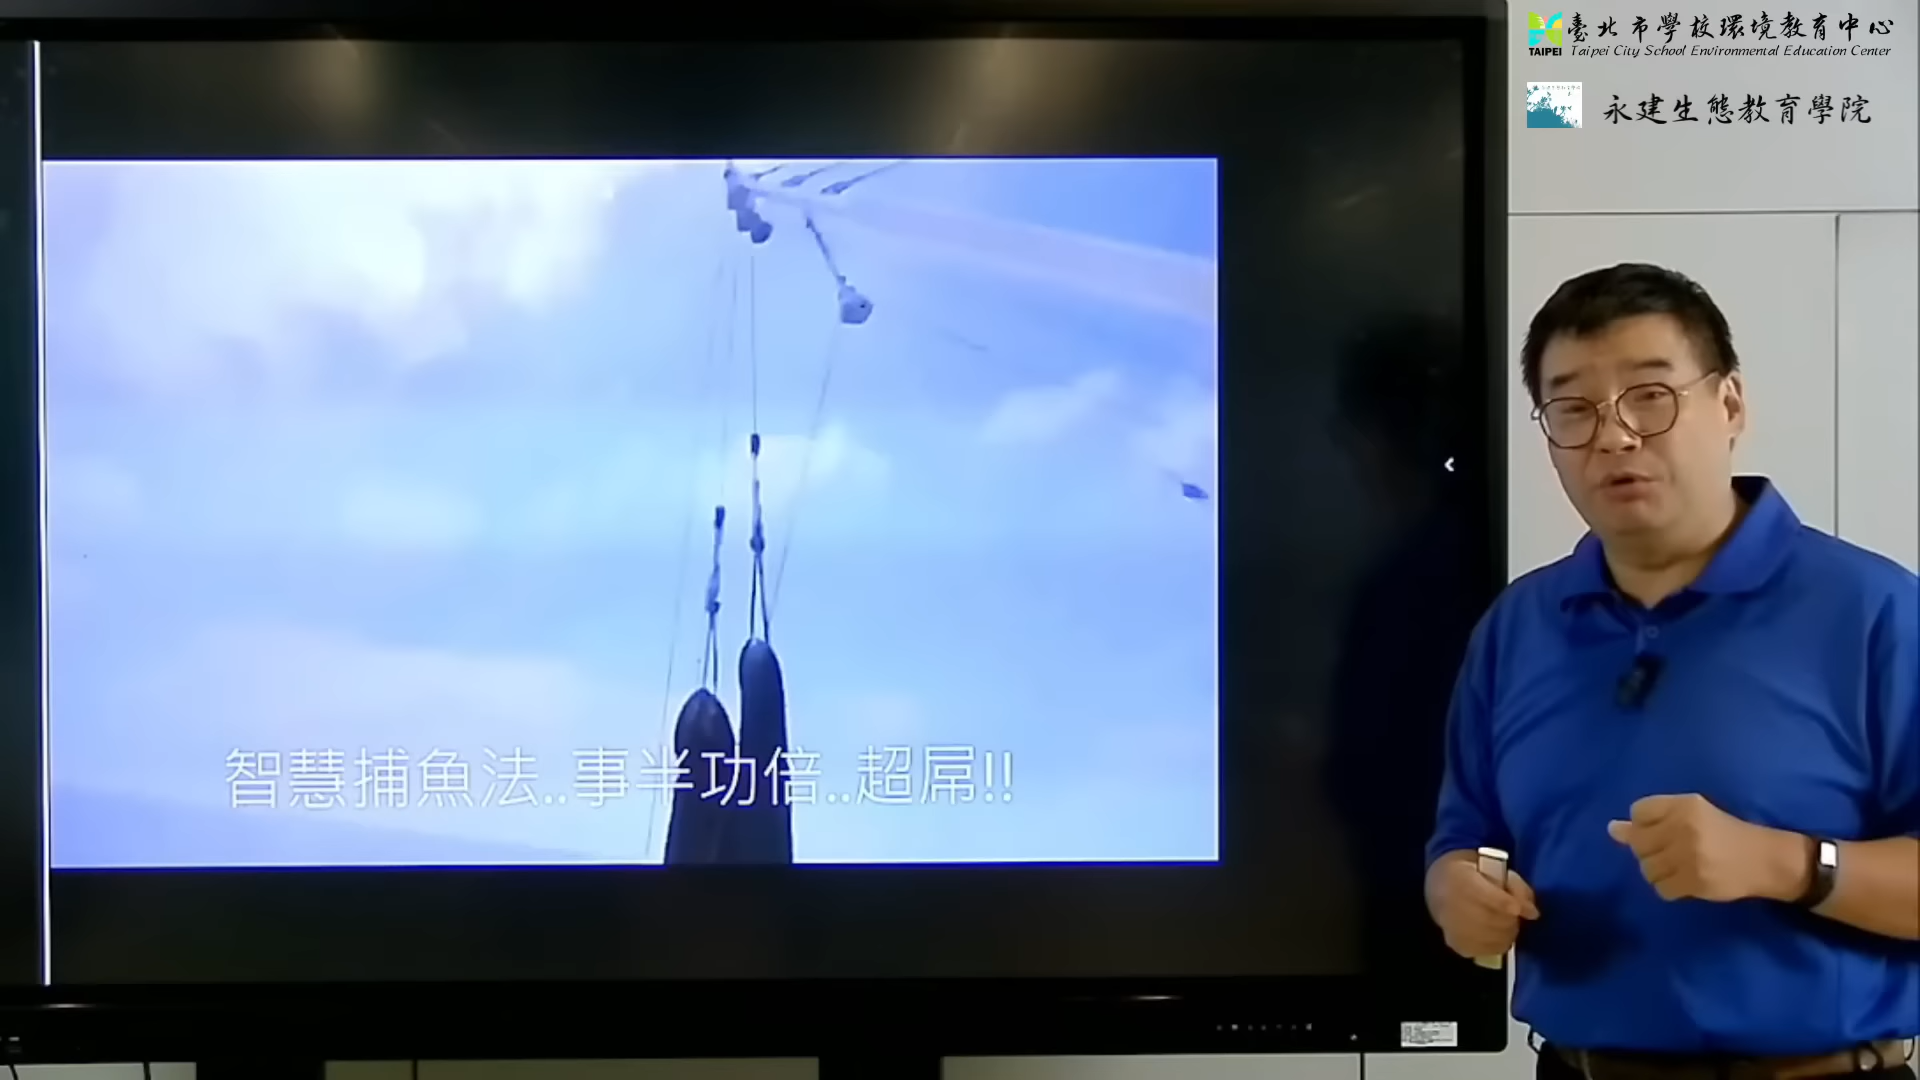 臺北市學校環境教育中心
TAIPEI
Taipei City School Environmental Education Center
永建生態教育學院
智慧捕魚法..事半功倍..超屌!!